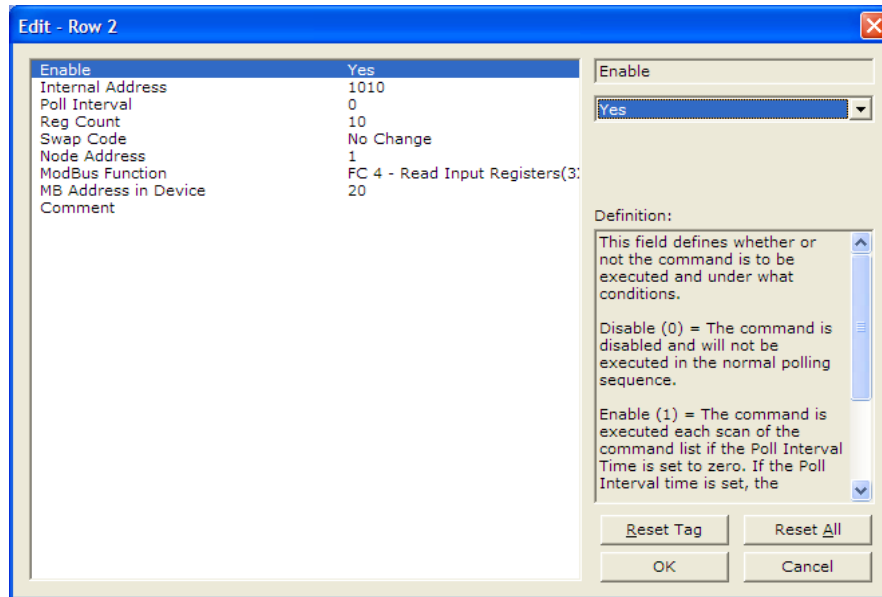 Edit - Row 2
Enable Yes
Internal Address 1010
Poll Interval 0
Reg Count 10
Swap Code No Change
Node Address 1
ModBus Function FC 4 - Read Input Registers(3
MB Address in Device 20
Comment
Enable
Yes
Definition:
This field defines whether or
not the command is to be
executed and under what
conditions.
Disable (0) = The command is
disabled and will not be
executed in the normal polling
sequence.
Enable (1) = The command is
executed each scan of the
command list if the Poll Interval
Time is set to zero. If the Poll
Interval time is set, the
Reset Tag Reset All
OK Cancel